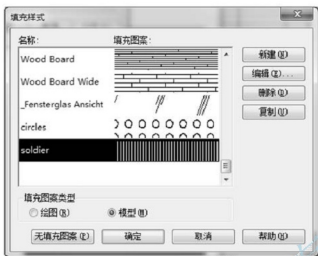 填充样式
名称: 填充图案:
Wood Board
Wood Board Wide
_Fensterglas Ansicht
circles
soldier
新建(N)
编辑(E)...
删除(D)
复制(U)
填充图案类型
绘图(R) 模型(M)
无填充图案(P) 确定 取消 帮助(H)